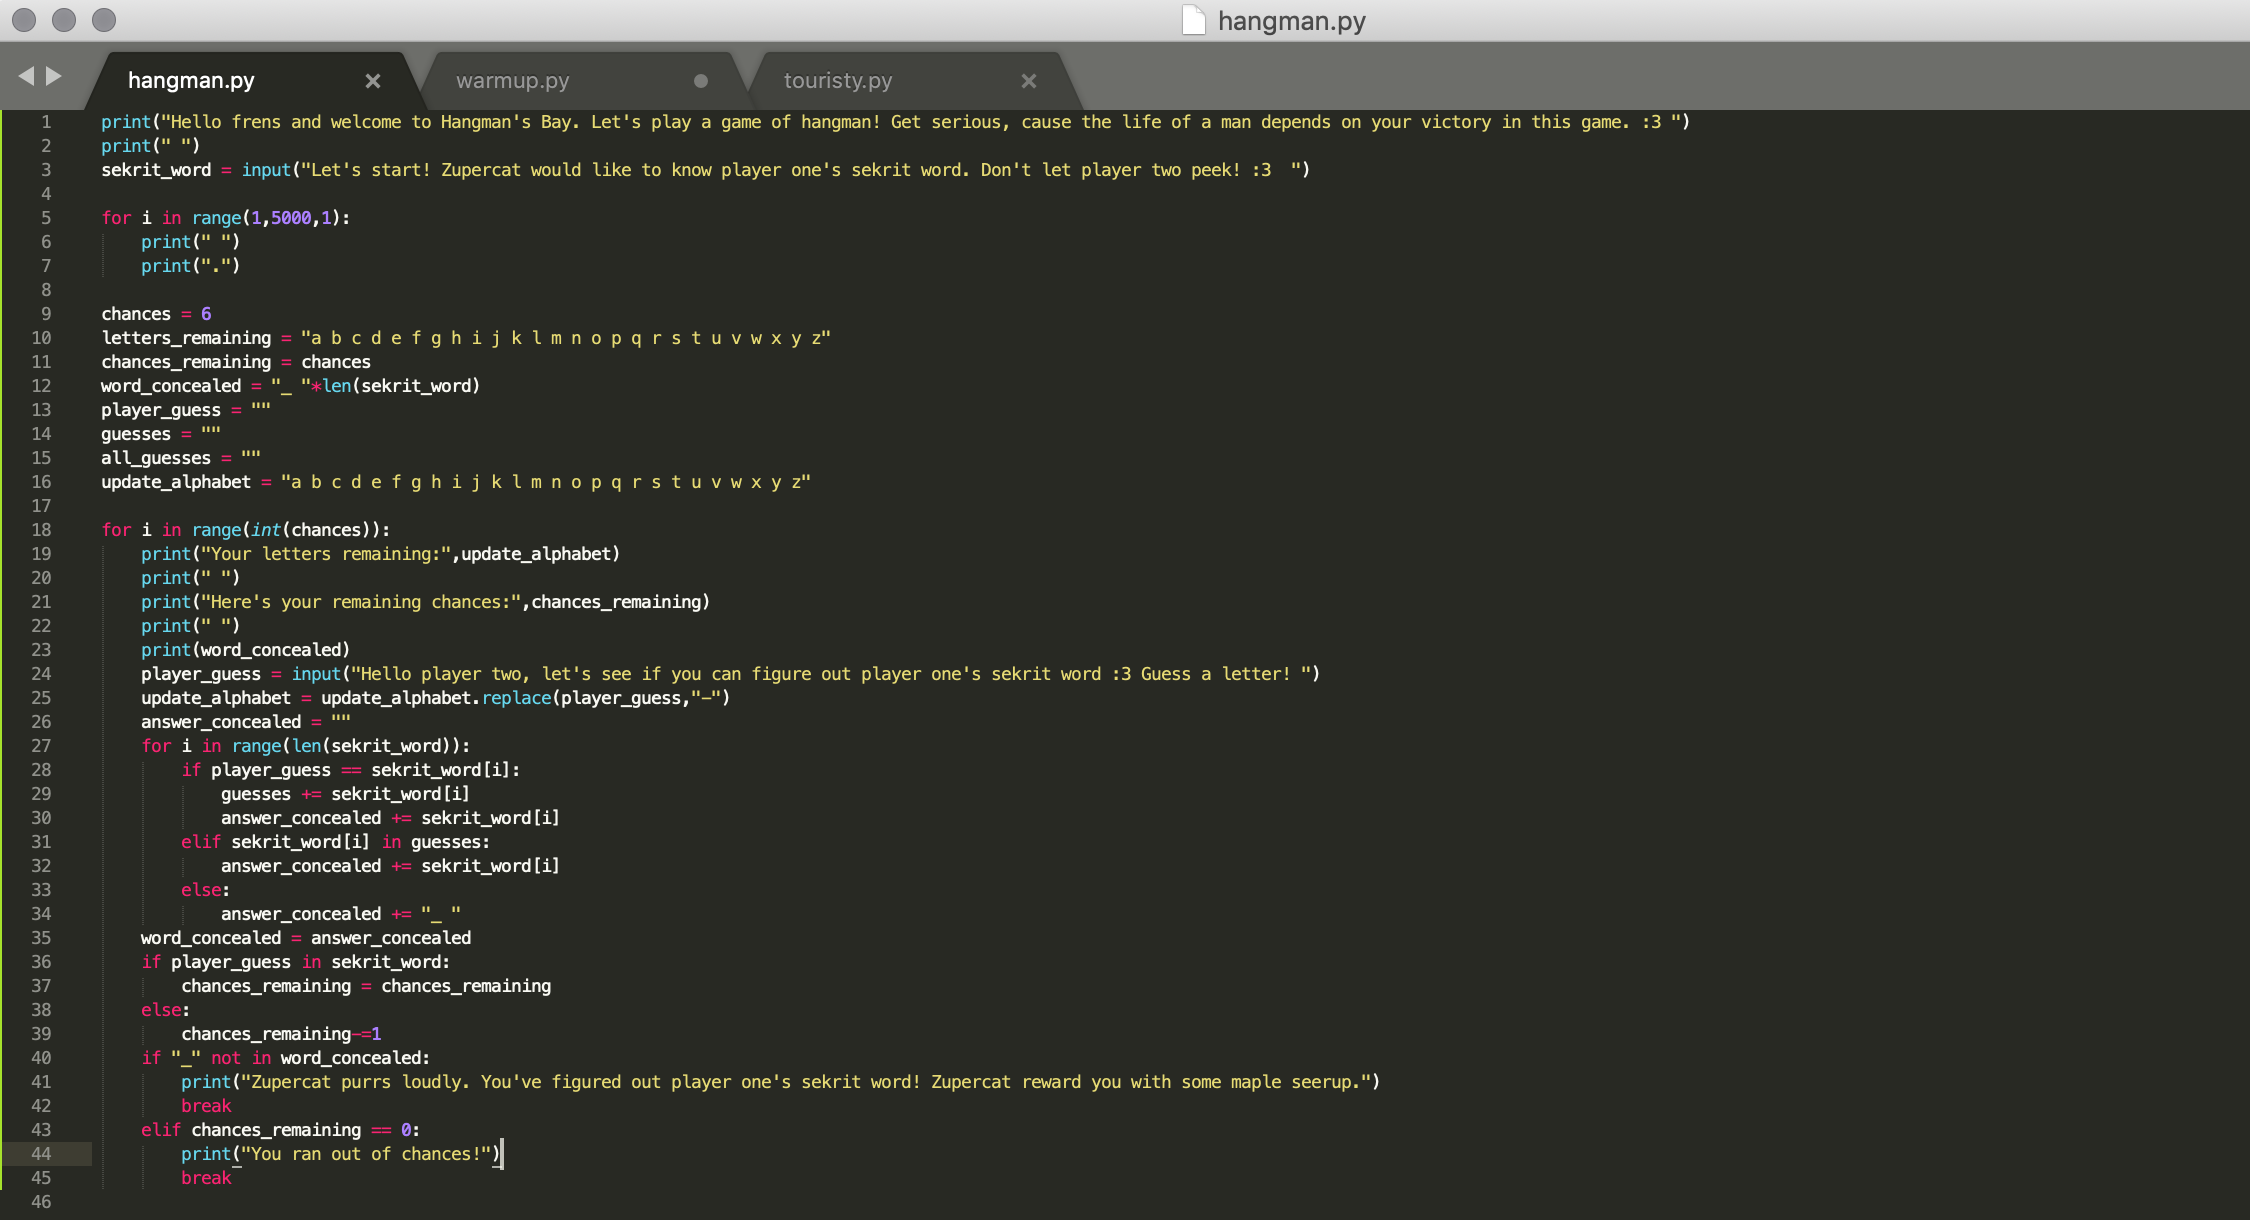 hangman.py
hangman.py
warmup.py
touristy.py
1 print("Hello frens and welcome to Hangman's Bay. Let's play a game of hangman! Get serious, cause the life of a man depends on your victory in this game. :3 ")
2 print(" ")
3 sekrit_word = input("Let's start! Zupercat would like to know player one's sekrit word. Don't let player two peek! :3  ")
4
5 for i in range(1,5000,1):
6     print(" ")
7     print(".")
8
9 chances = 6
10 letters_remaining = "a b c d e f g h i j k l m n o p q r s t u v w x y z"
11 chances_remaining = chances
12 word_concealed = "_ "*len(sekrit_word)
13 player_guess = ""
14 guesses = ""
15 all_guesses = ""
16 update_alphabet = "a b c d e f g h i j k l m n o p q r s t u v w x y z"
17
18 for i in range(int(chances)):
19     print("Your letters remaining:",update_alphabet)
20     print(" ")
21     print("Here's your remaining chances:",chances_remaining)
22     print(" ")
23     print(word_concealed)
24     player_guess = input("Hello player two, let's see if you can figure out player one's sekrit word :3 Guess a letter! ")
25     update_alphabet = update_alphabet.replace(player_guess,"-")
26     answer_concealed = ""
27     for i in range(len(sekrit_word)):
28         if player_guess == sekrit_word[i]:
29             guesses += sekrit_word[i]
30             answer_concealed += sekrit_word[i]
31         elif sekrit_word[i] in guesses:
32             answer_concealed += sekrit_word[i]
33         else:
34             answer_concealed += "_ "
35     word_concealed = answer_concealed
36     if player_guess in sekrit_word:
37         chances_remaining = chances_remaining
38     else:
39         chances_remaining-=1
40     if "_" not in word_concealed:
41         print("Zupercat purrs loudly. You've figured out player one's sekrit word! Zupercat reward you with some maple seerup.")
42         break
43     elif chances_remaining == 0:
44         print("You ran out of chances!")
45         break
46